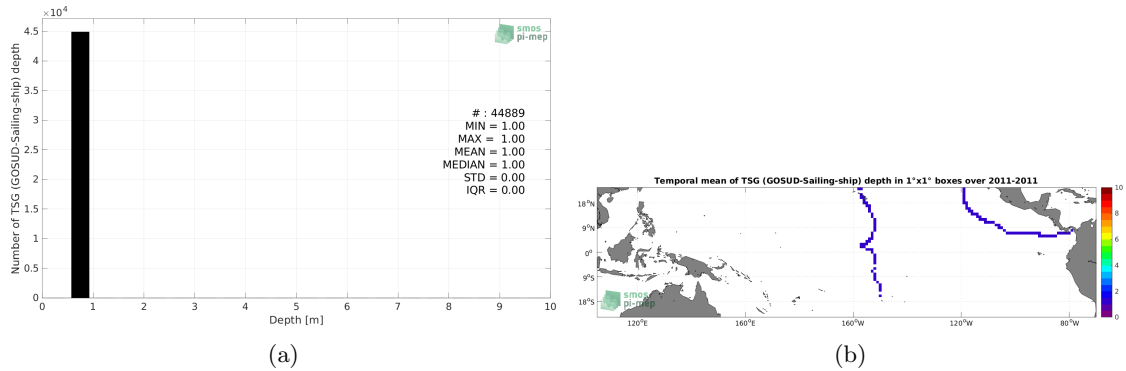 ×10⁴
4.5
4
3.5
3
2.5
2
1.5
1
0.5
0
Number of TSG (GOSUD-Sailing-ship) depth
smos
pi-mep
# : 44889
MIN = 1.00
MAX = 1.00
MEAN = 1.00
MEDIAN = 1.00
STD = 0.00
IQR = 0.00
0 1 2 3 4 5 6 7 8 9 10
Depth [m]
(a)
Temporal mean of TSG (GOSUD-Sailing-ship) depth in 1°x1° boxes over 2011-2011
18°N
9°N
0°
9°S
18°S
smos
pi-mep
120°E 160°E 160°W 120°W 80°W
10
8
6
4
2
0
(b)